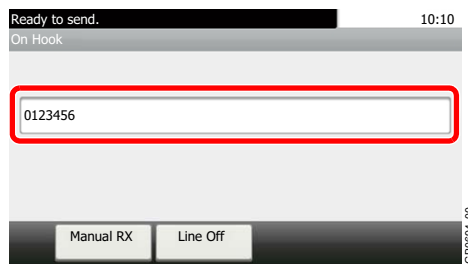 Ready to send.
10:10
On Hook
0123456
Manual RX
Line Off